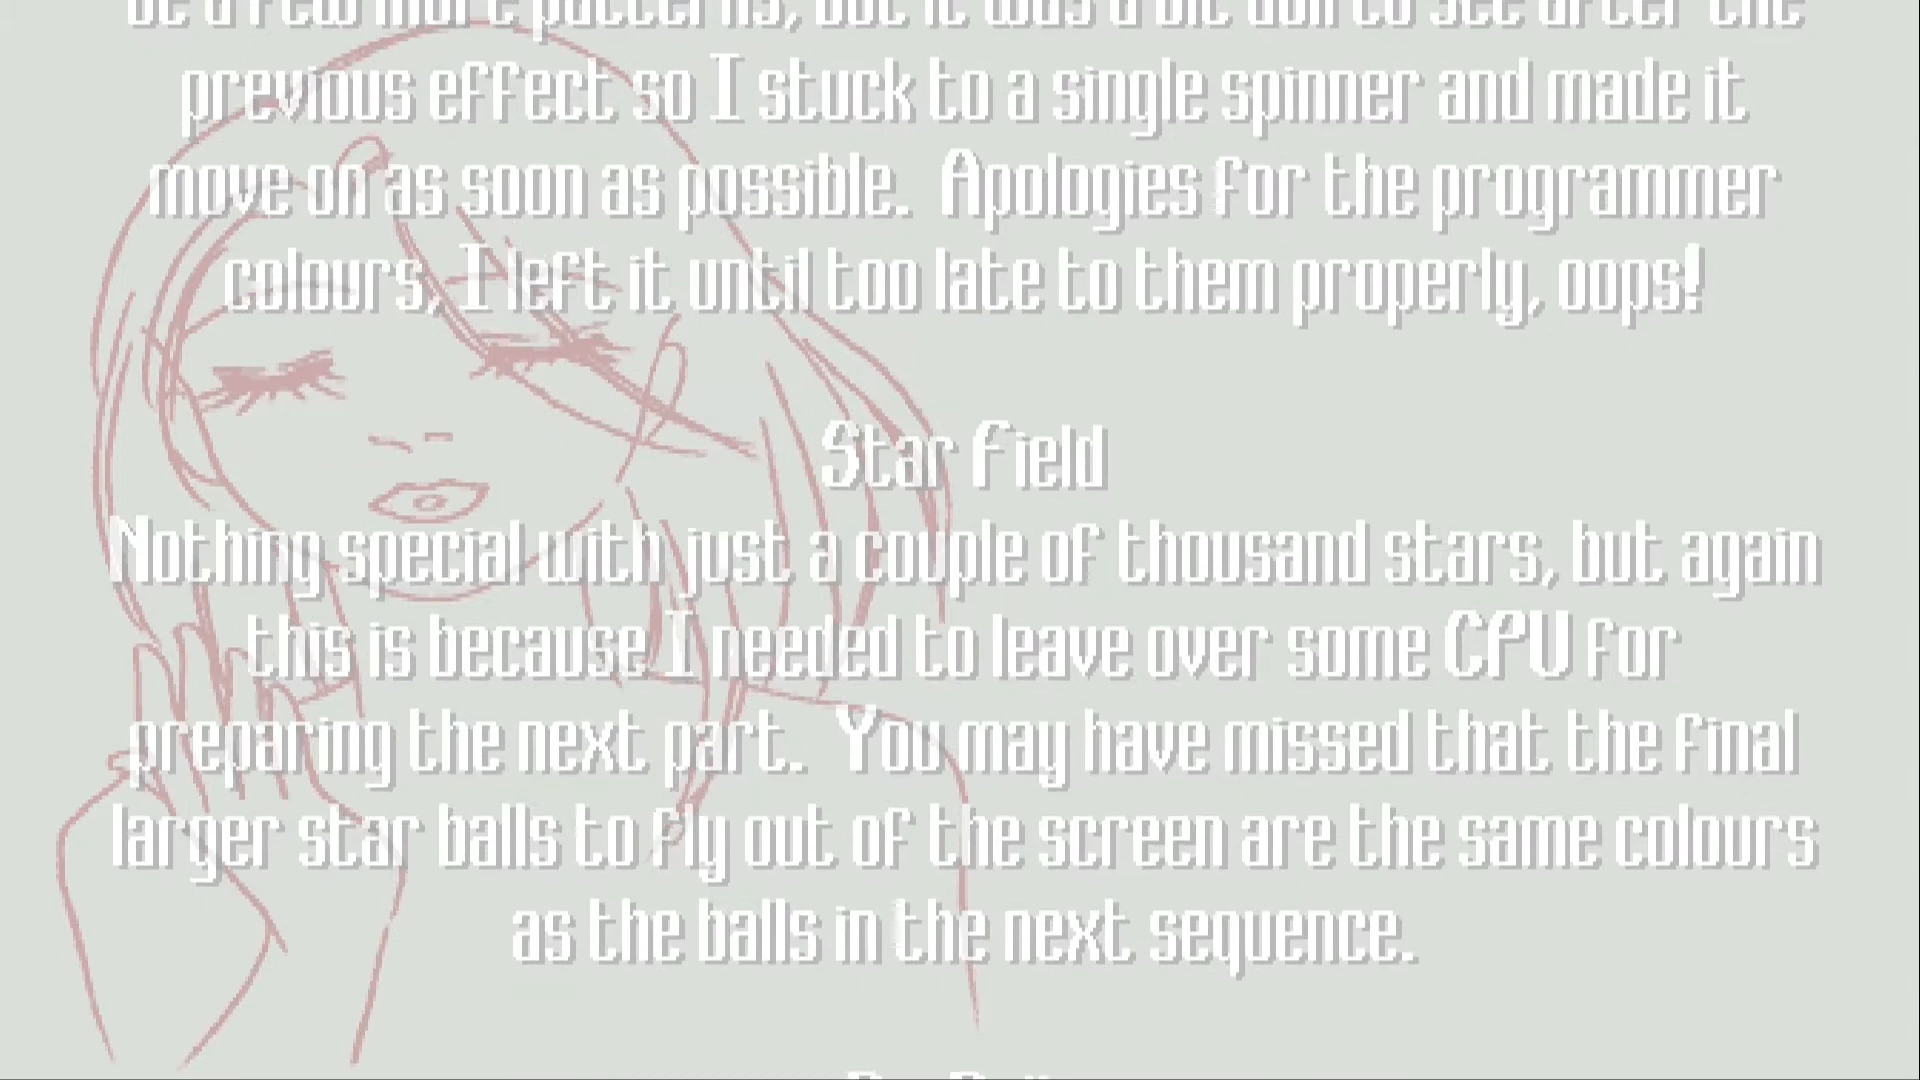 be a few more patterns, but it was a bit dull to see after the
previous effect so I stuck to a single spinner and made it
move on as soon as possible.  Apologies for the programmer
colours, I left it until too late to them properly, oops!
Star Field
Nothing special with just a couple of thousand stars, but again
this is because I needed to leave over some CPU for
preparing the next part.  You may have missed that the final
larger star balls to fly out of the screen are the same colours
as the balls in the next sequence.